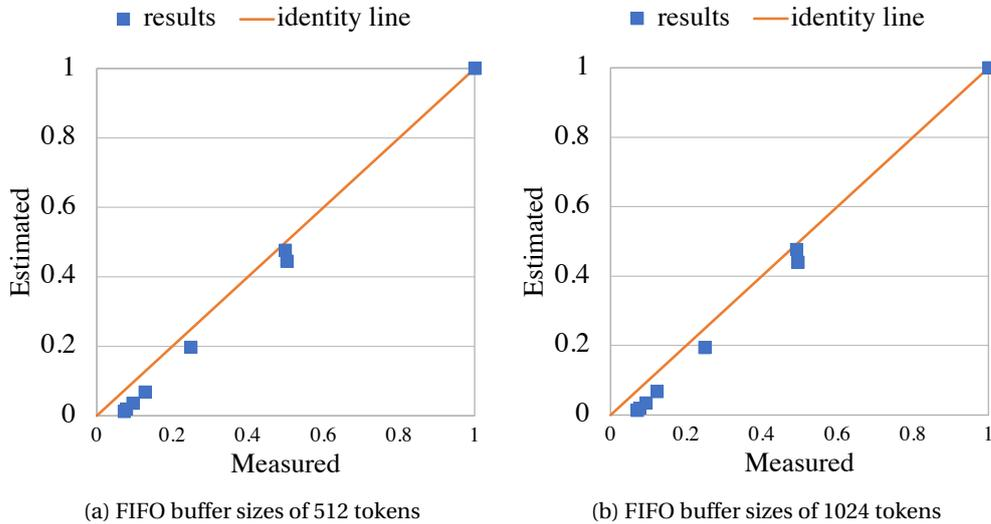 results identity line
1
0.8
0.6
0.4
0.2
0
Estimated
0 0.2 0.4 0.6 0.8 1
Measured
(a) FIFO buffer sizes of 512 tokens
results identity line
1
0.8
0.6
0.4
0.2
0
Estimated
0 0.2 0.4 0.6 0.8 1
Measured
(b) FIFO buffer sizes of 1024 tokens